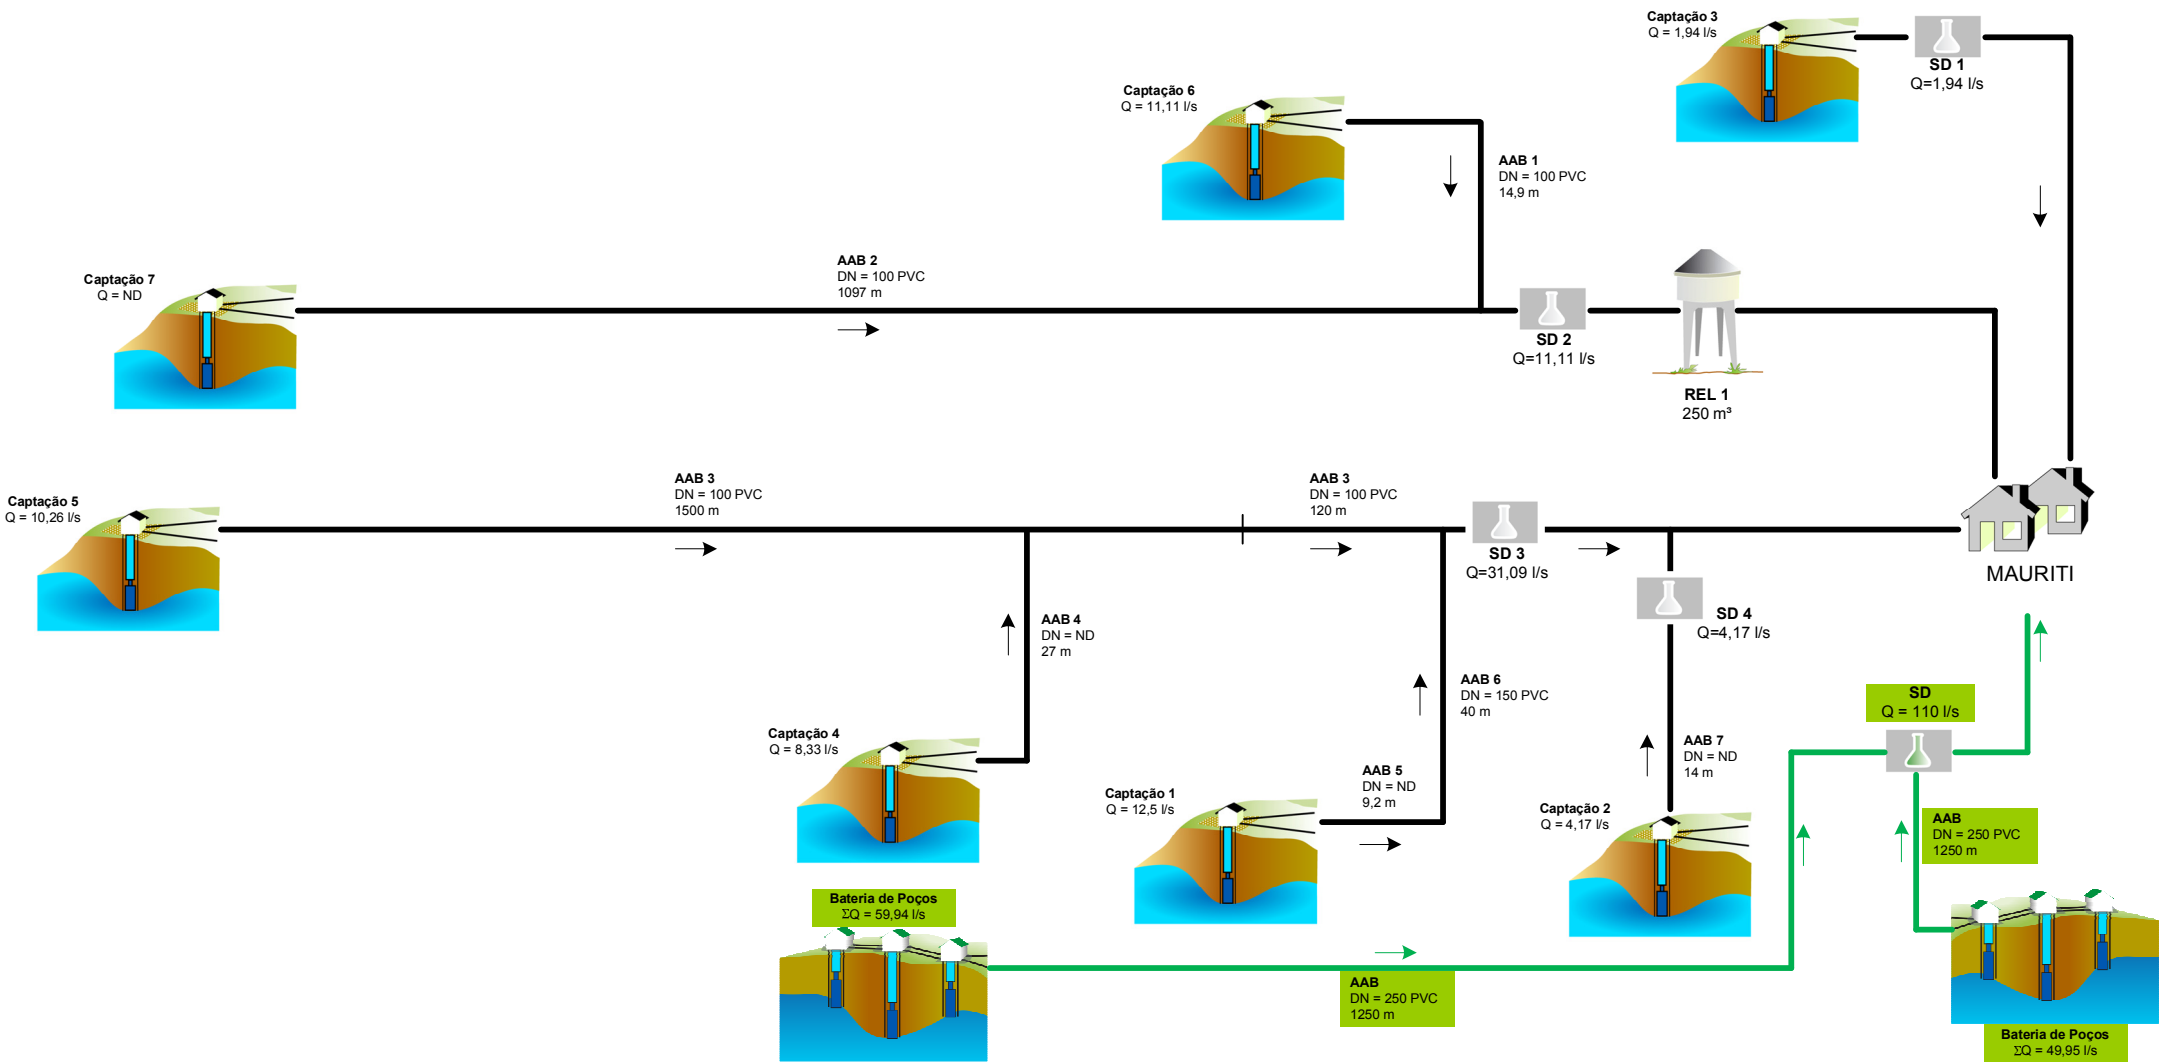 Captação 3
Q = 1,94 l/s
SD 1
Q=1,94 l/s
Captação 6
Q = 11,11 l/s
AAB 1
DN = 100 PVC
14,9 m
Captação 7
Q = ND
AAB 2
DN = 100 PVC
1097 m
SD 2
Q=11,11 l/s
REL 1
250 m³
Captação 5
Q = 10,26 l/s
AAB 3
DN = 100 PVC
1500 m
AAB 3
DN = 100 PVC
120 m
SD 3
Q=31,09 l/s
MAURITI
AAB 4
DN = ND
27 m
SD 4
Q=4,17 l/s
AAB 6
DN = 150 PVC
40 m
SD
Q = 110 l/s
Captação 4
Q = 8,33 l/s
AAB 7
DN = ND
14 m
AAB 5
DN = ND
9,2 m
Captação 1
Q = 12,5 l/s
Captação 2
Q = 4,17 l/s
AAB
DN = 250 PVC
1250 m
Bateria de Poços
ΣQ = 59,94 l/s
AAB
DN = 250 PVC
1250 m
Bateria de Poços
ΣQ = 49,95 l/s